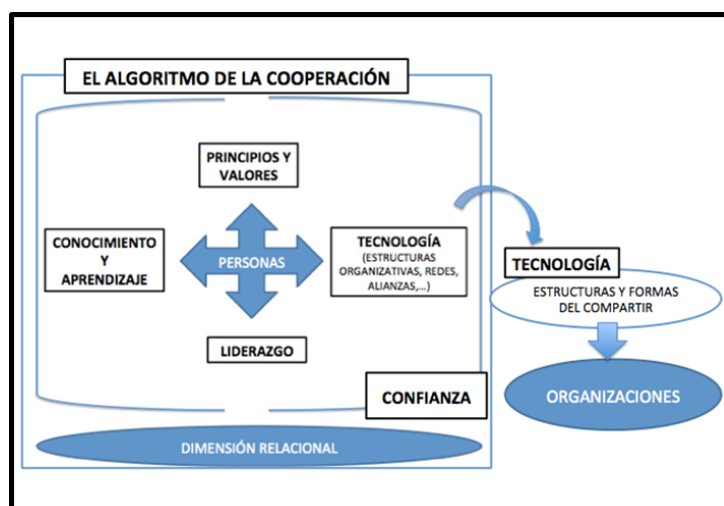 EL ALGORITMO DE LA COOPERACIÓN
PRINCIPIOS Y
VALORES
CONOCIMIENTO
Y
APRENDIZAJE
PERSONAS
TECNOLOGÍA
(ESTRUCTURAS
ORGANIZATIVAS, REDES,
ALIANZAS,...)
LIDERAZGO
CONFIANZA
DIMENSIÓN RELACIONAL
TECNOLOGÍA
ESTRUCTURAS Y FORMAS
DEL COMPARTIR
ORGANIZACIONES